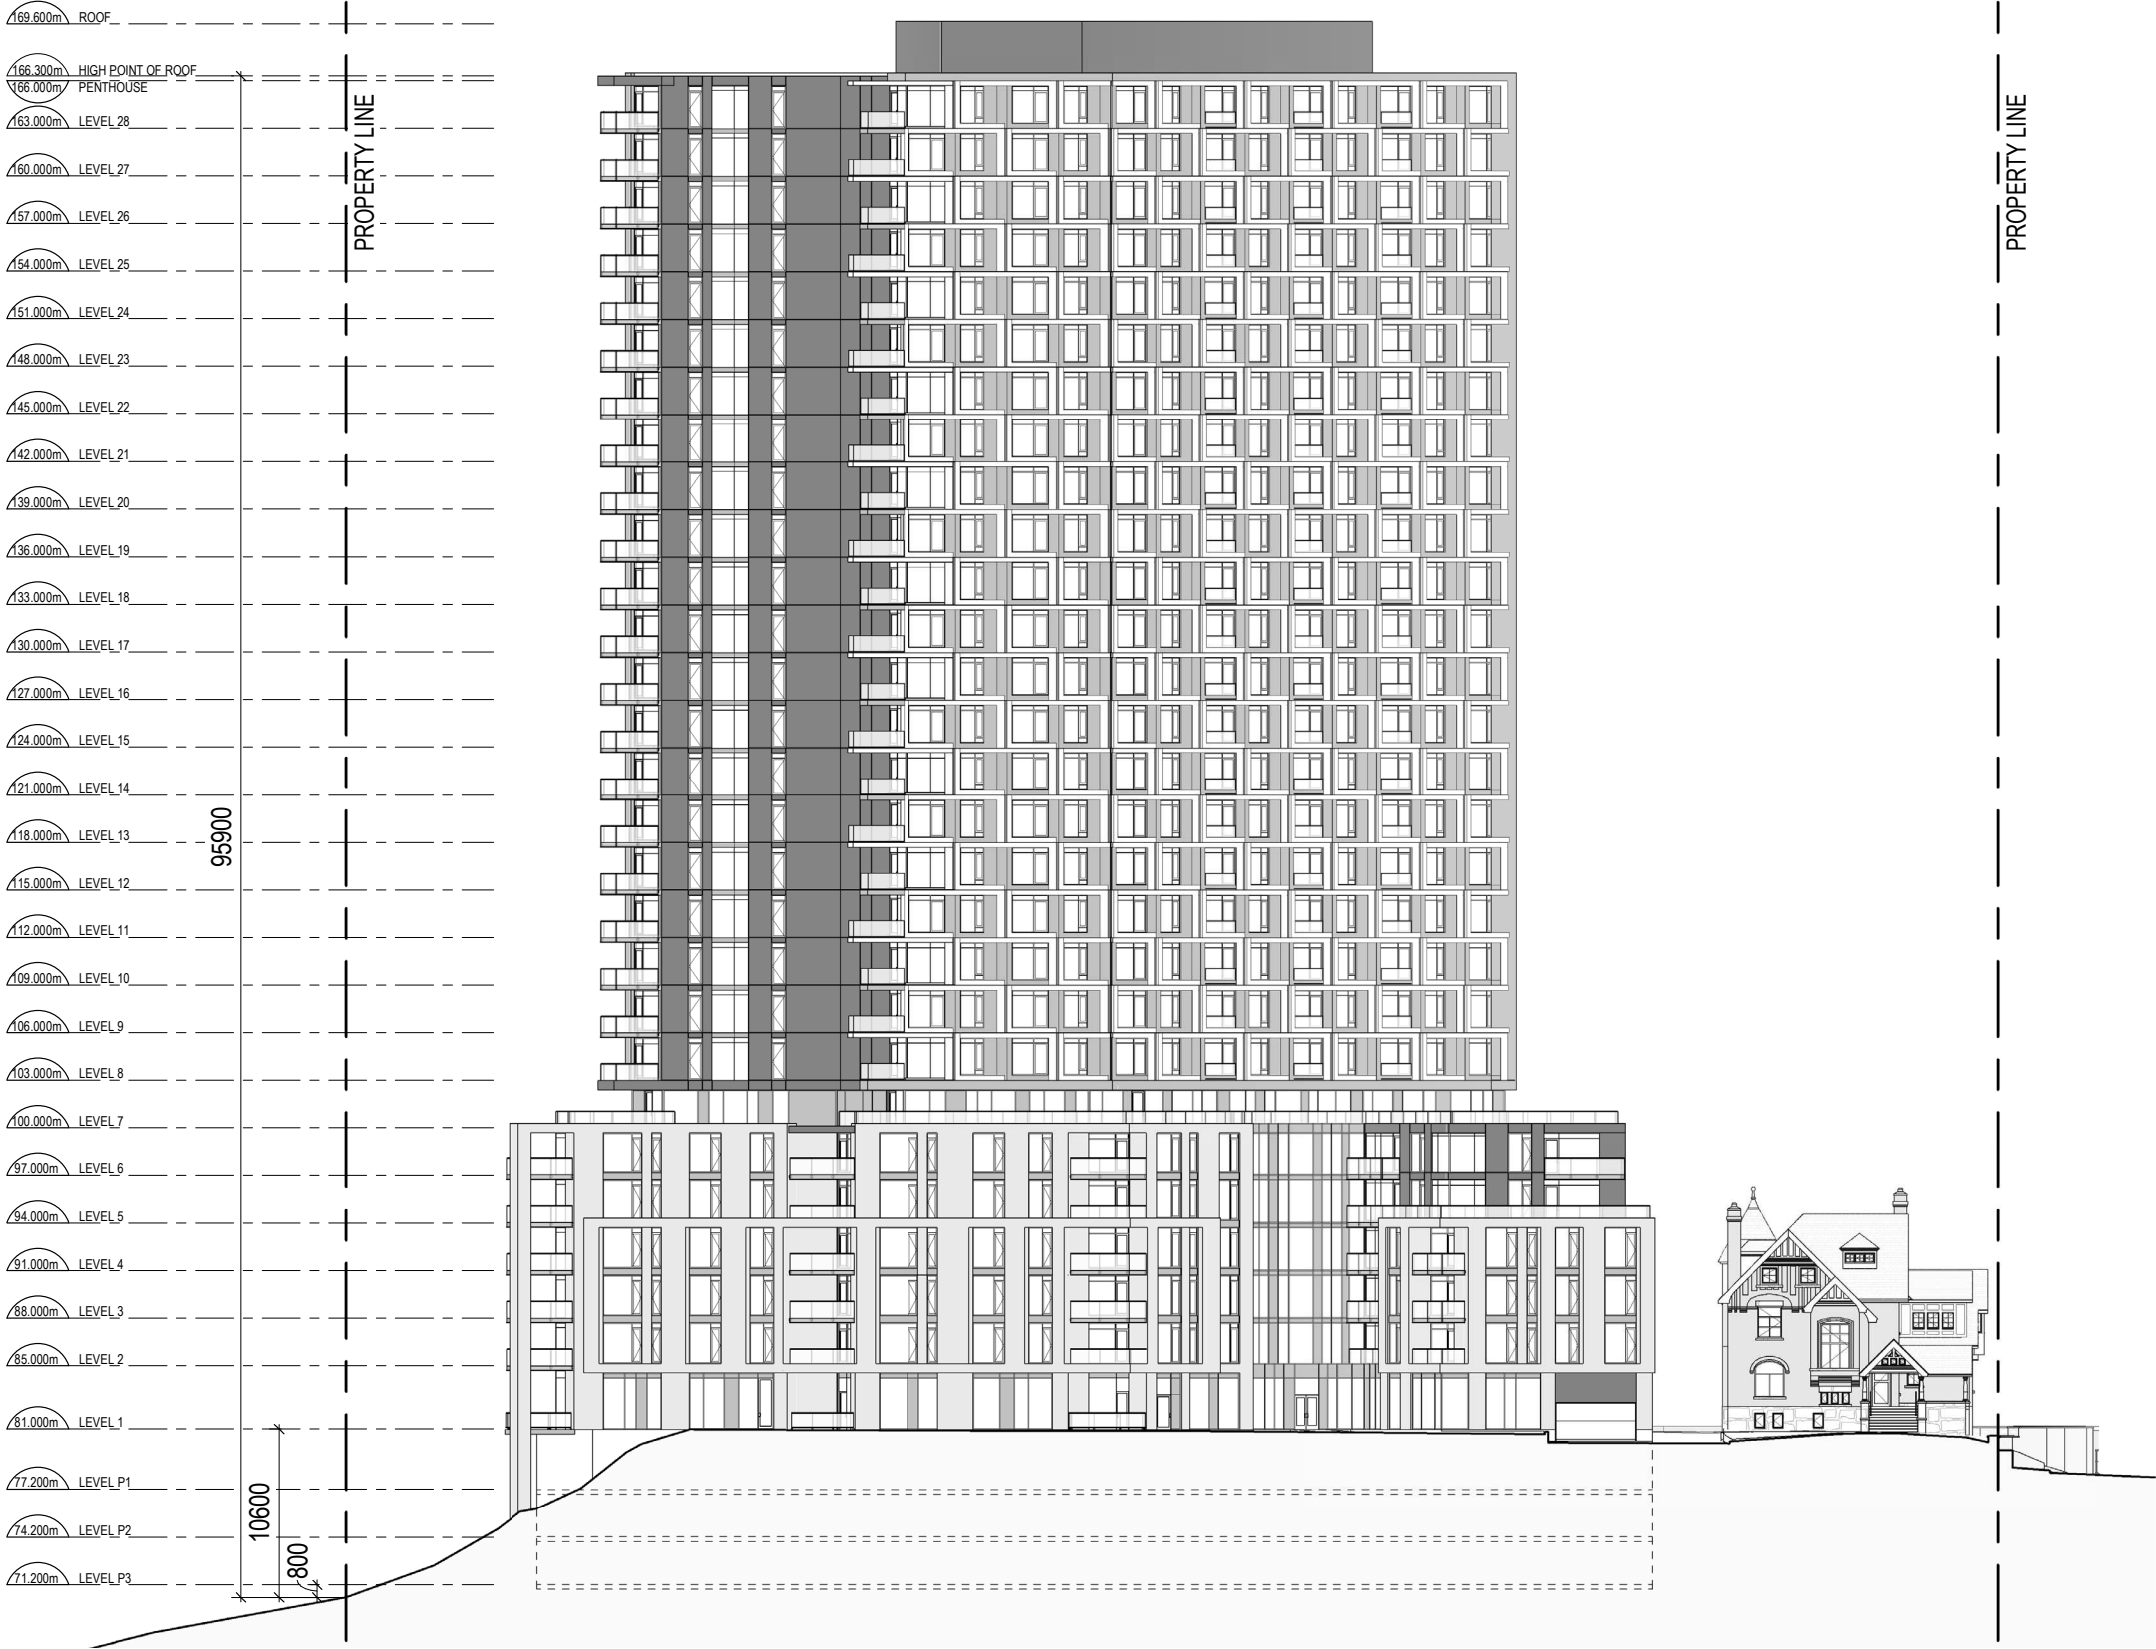 169.600m ROOF
166.300m HIGH POINT OF ROOF
166.000m PENTHOUSE
163.000m LEVEL 28
160.000m LEVEL 27
157.000m LEVEL 26
154.000m LEVEL 25
151.000m LEVEL 24
148.000m LEVEL 23
145.000m LEVEL 22
142.000m LEVEL 21
139.000m LEVEL 20
136.000m LEVEL 19
133.000m LEVEL 18
130.000m LEVEL 17
127.000m LEVEL 16
124.000m LEVEL 15
121.000m LEVEL 14
118.000m LEVEL 13
115.000m LEVEL 12
112.000m LEVEL 11
109.000m LEVEL 10
106.000m LEVEL 9
103.000m LEVEL 8
100.000m LEVEL 7
97.000m LEVEL 6
94.000m LEVEL 5
91.000m LEVEL 4
88.000m LEVEL 3
85.000m LEVEL 2
81.000m LEVEL 1
77.200m LEVEL P1
74.200m LEVEL P2
71.200m LEVEL P3
95900
10600
800
PROPERTY LINE
PROPERTY LINE